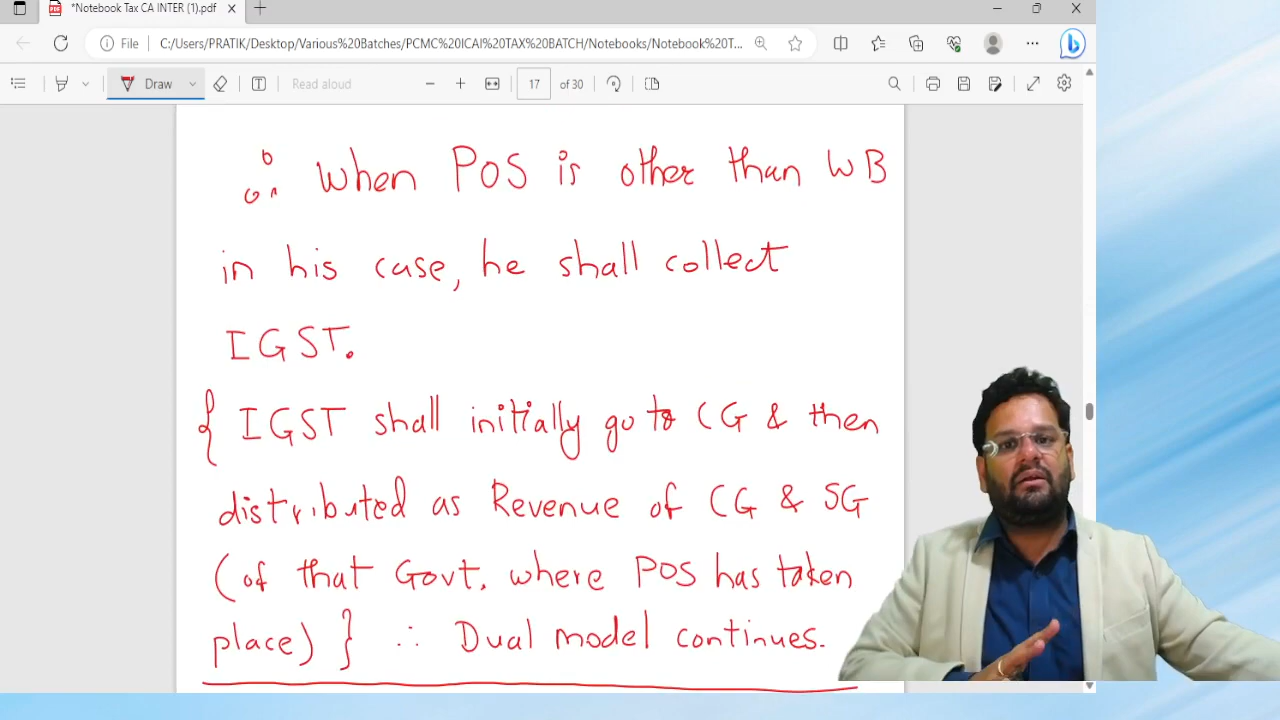 *Notebook Tax CA INTER (1).pdf
File C:/Users/PRATIK/Desktop/Various%20Batches/PCMC%20ICAI%20TAX%20BATCH/Notebooks/Notebook%20T...
Draw Read aloud 17 of 30
∴ when POS is other than WB
in his case, he shall collect
IGST.
{ IGST shall initially go to CG & then
distributed as Revenue of CG & SG
(of that Govt. where POS has taken
place) } ∴ Dual model continues.